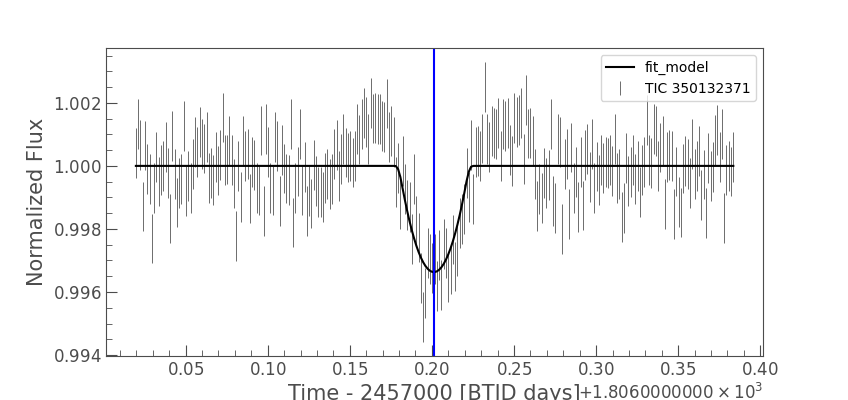 fit_model
TIC 350132371
Normalized Flux
1.002
1.000
0.998
0.996
0.994
0.05
0.10
0.15
0.20
0.25
0.30
0.35
0.40
Time - 2457000 [BTJD days]
+1.8060000000 × 10³